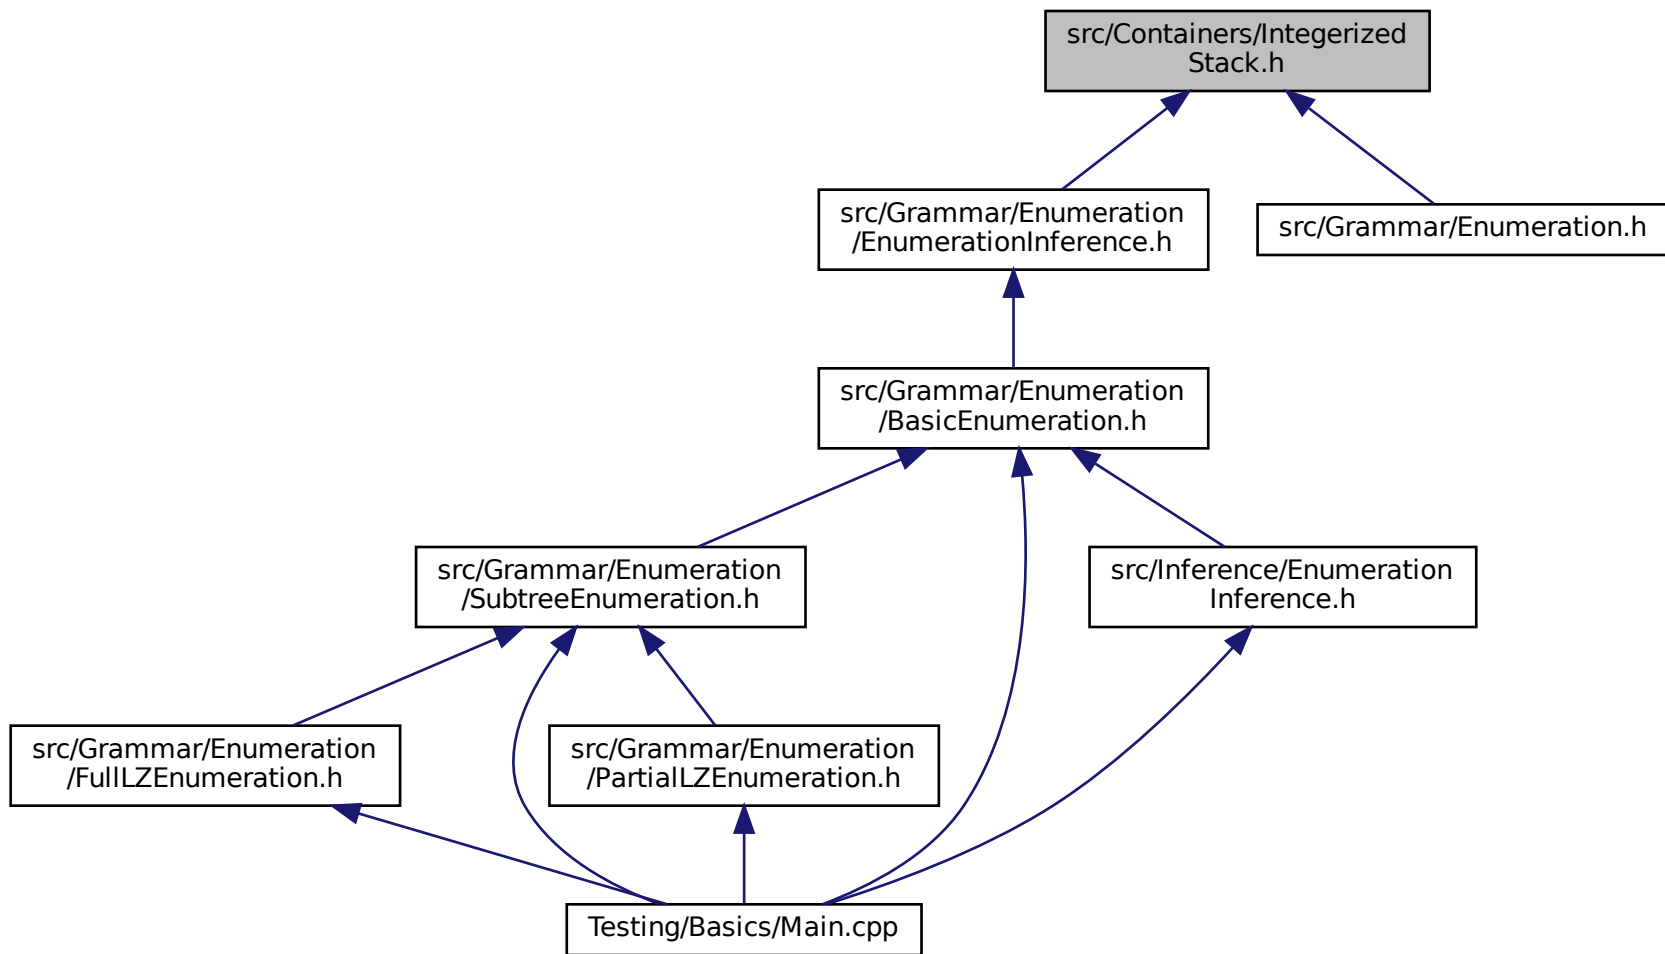 src/Containers/Integerized
Stack.h
src/Grammar/Enumeration
/EnumerationInference.h
src/Grammar/Enumeration.h
src/Grammar/Enumeration
/BasicEnumeration.h
src/Grammar/Enumeration
/SubtreeEnumeration.h
src/Inference/Enumeration
Inference.h
src/Grammar/Enumeration
/FullLZEnumeration.h
src/Grammar/Enumeration
/PartialLZEnumeration.h
Testing/Basics/Main.cpp